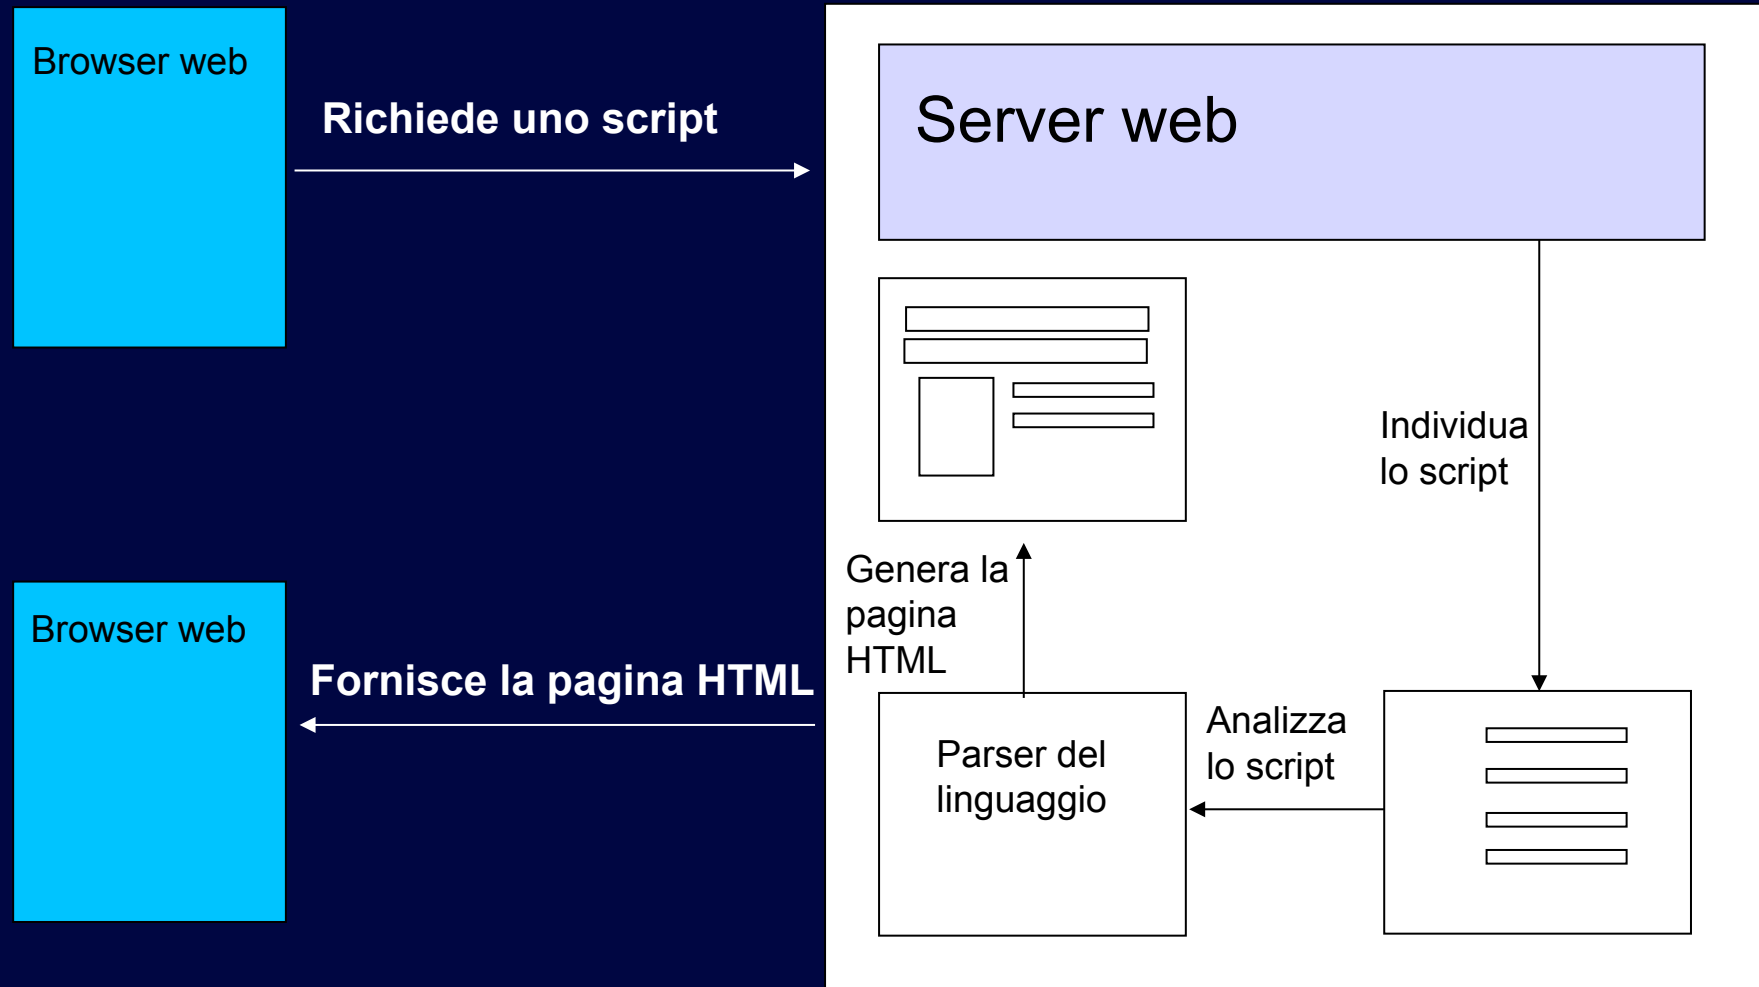 Browser web
Richiede uno script
Server web
Individua
lo script
Genera la
pagina
HTML
Browser web
Fornisce la pagina HTML
Parser del
linguaggio
Analizza
lo script